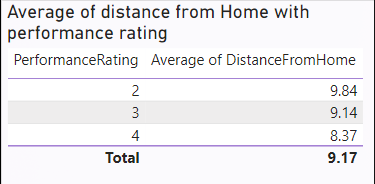 Average of distance from Home with
performance rating
PerformanceRating Average of DistanceFromHome
2 9.84
3 9.14
4 8.37
Total 9.17